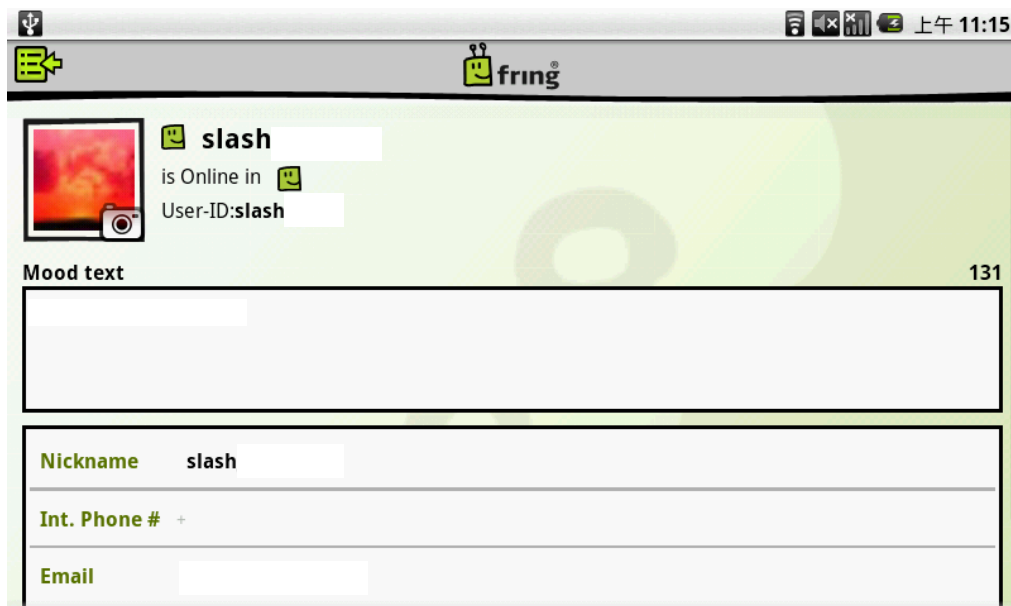 上午 11:15
fring®
slash
is Online in
User-ID:slash
Mood text 131
Nickname slash
Int. Phone # +
Email